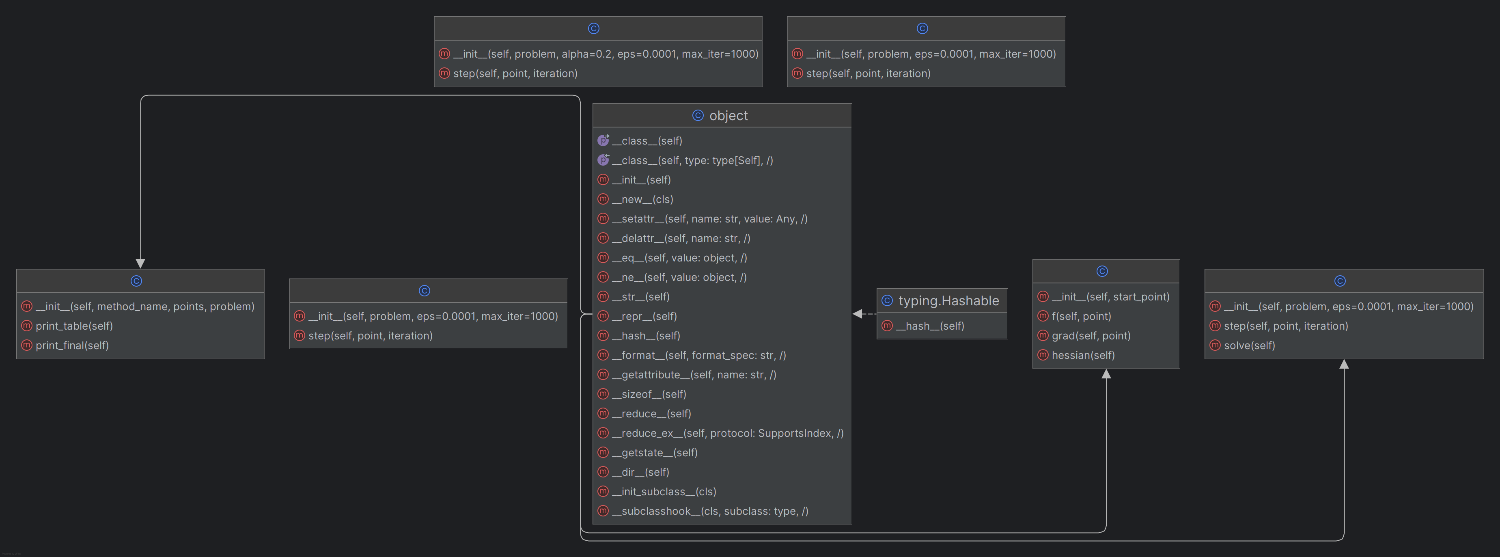 __init__(self, problem, alpha=0.2, eps=0.0001, max_iter=1000)
step(self, point, iteration)
__init__(self, problem, eps=0.0001, max_iter=1000)
step(self, point, iteration)
object
__class__(self)
__class__(self, type: type[Self], /)
__init__(self)
__new__(cls)
__setattr__(self, name: str, value: Any, /)
__delattr__(self, name: str, /)
__eq__(self, value: object, /)
__ne__(self, value: object, /)
__str__(self)
__repr__(self)
__hash__(self)
__format__(self, format_spec: str, /)
__getattribute__(self, name: str, /)
__sizeof__(self)
__reduce__(self)
__reduce_ex__(self, protocol: SupportsIndex, /)
__getstate__(self)
__dir__(self)
__init_subclass__(cls)
__subclasshook__(cls, subclass: type, /)
__init__(self, method_name, points, problem)
print_table(self)
print_final(self)
__init__(self, problem, eps=0.0001, max_iter=1000)
step(self, point, iteration)
typing.Hashable
__hash__(self)
__init__(self, start_point)
f(self, point)
grad(self, point)
hessian(self)
__init__(self, problem, eps=0.0001, max_iter=1000)
step(self, point, iteration)
solve(self)